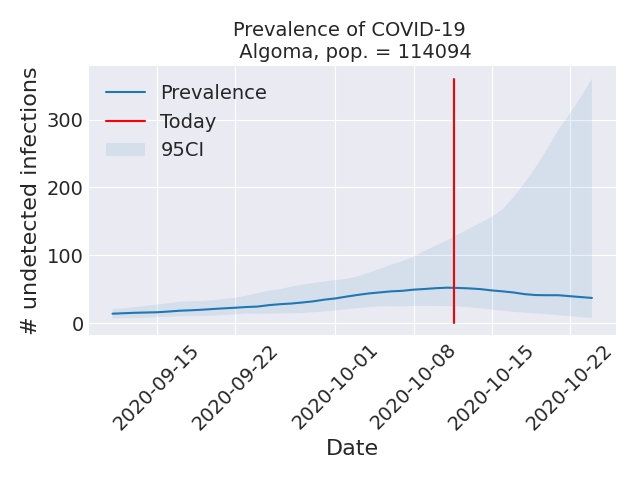 Prevalence of COVID-19
Algoma, pop. = 114094
# undetected infections
Prevalence
Today
95CI
300
200
100
0
2020-09-15
2020-09-22
2020-10-01
2020-10-08
2020-10-15
2020-10-22
Date